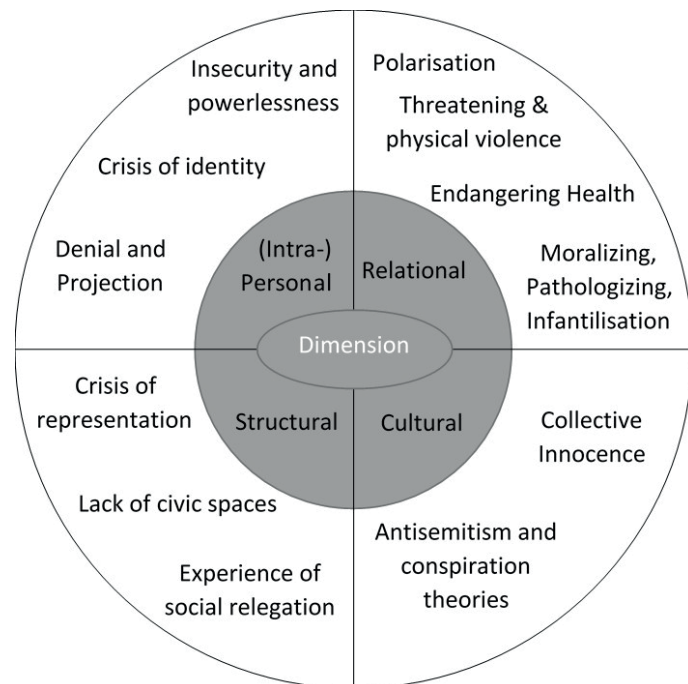 Insecurity and
powerlessness
Crisis of identity
Denial and
Projection
Polarisation
Threatening &
physical violence
Endangering Health
Moralizing,
Pathologizing,
Infantilisation
(Intra-)
Personal
Relational
Dimension
Structural
Cultural
Crisis of
representation
Lack of civic spaces
Experience of
social relegation
Collective
Innocence
Antisemitism and
conspiration
theories